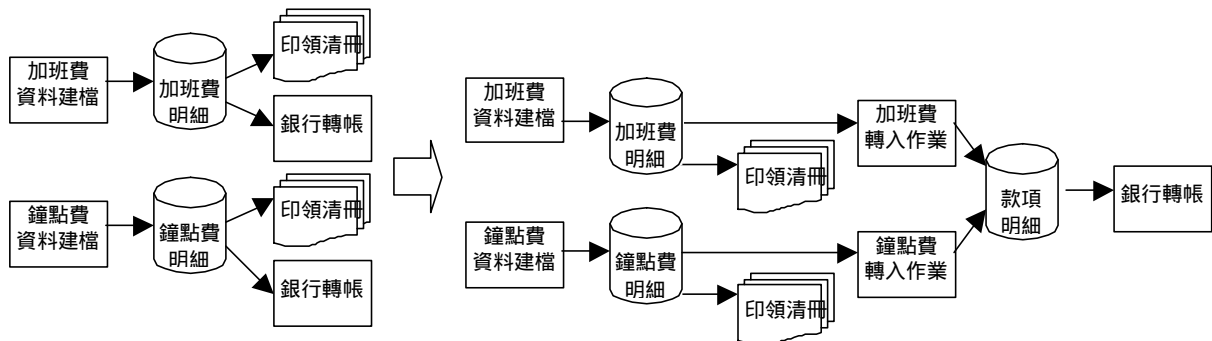 加班費
資料建檔
加班費
明細
印領清冊
銀行轉帳
鐘點費
資料建檔
鐘點費
明細
印領清冊
銀行轉帳
加班費
資料建檔
加班費
明細
印領清冊
加班費
轉入作業
鐘點費
資料建檔
鐘點費
明細
印領清冊
鐘點費
轉入作業
款項
明細
銀行轉帳